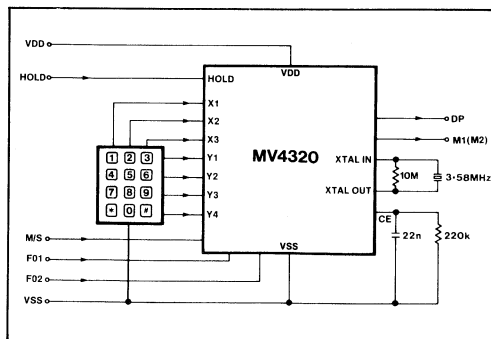 VDD
VDD
HOLD
HOLD
X1
X2
X3
1 2 3
4 5 6
7 8 9
* 0 #
Y1
Y2
Y3
Y4
MV4320
DP
M1(M2)
XTAL IN
XTAL OUT
10M
3·58MHz
CE
22n
220k
M/S
F01
F02
VSS
VSS